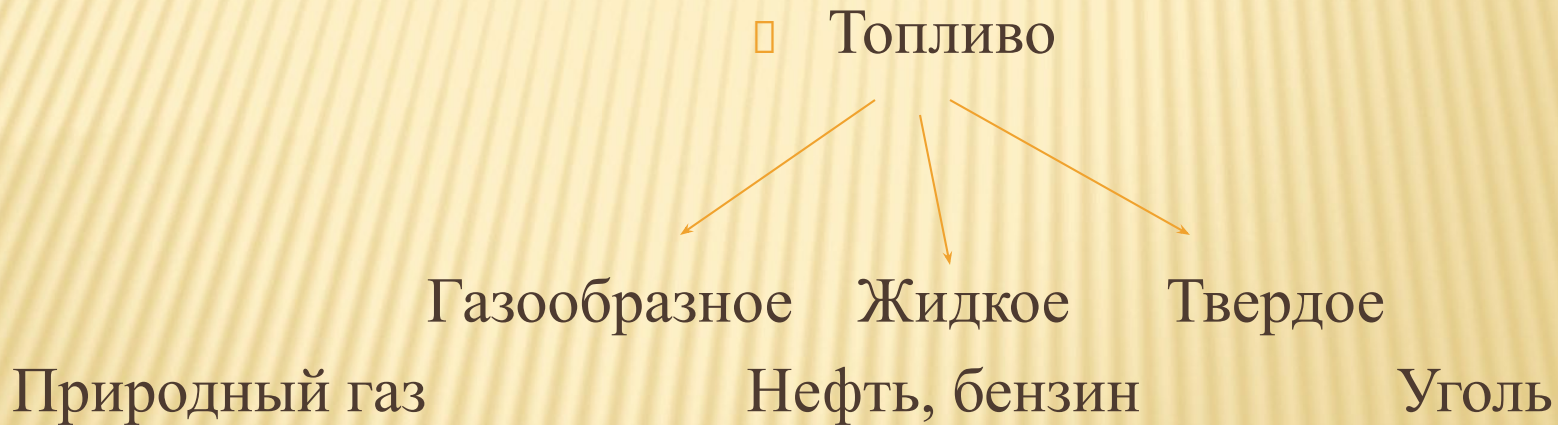 Топливо
Газообразное Жидкое Твердое
Природный газ Нефть, бензин Уголь